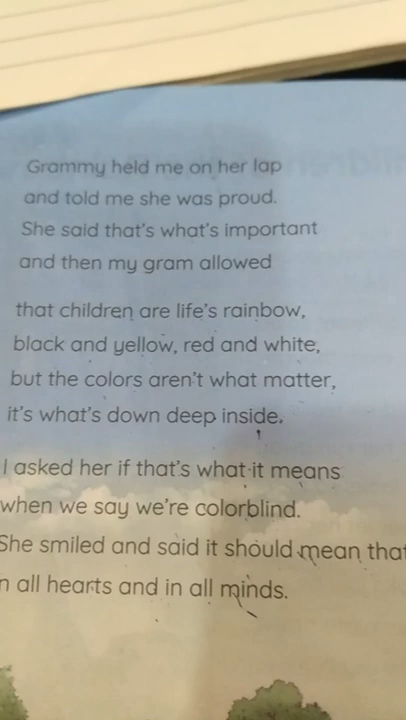 Grammy held me on her lap
and told me she was proud.
She said that's what's important
and then my gram allowed
that children are life's rainbow,
black and yellow, red and white,
but the colors aren't what matter,
it's what's down deep inside.
I asked her if that's what it means
when we say we're colorblind.
She smiled and said it should mean that
in all hearts and in all minds.